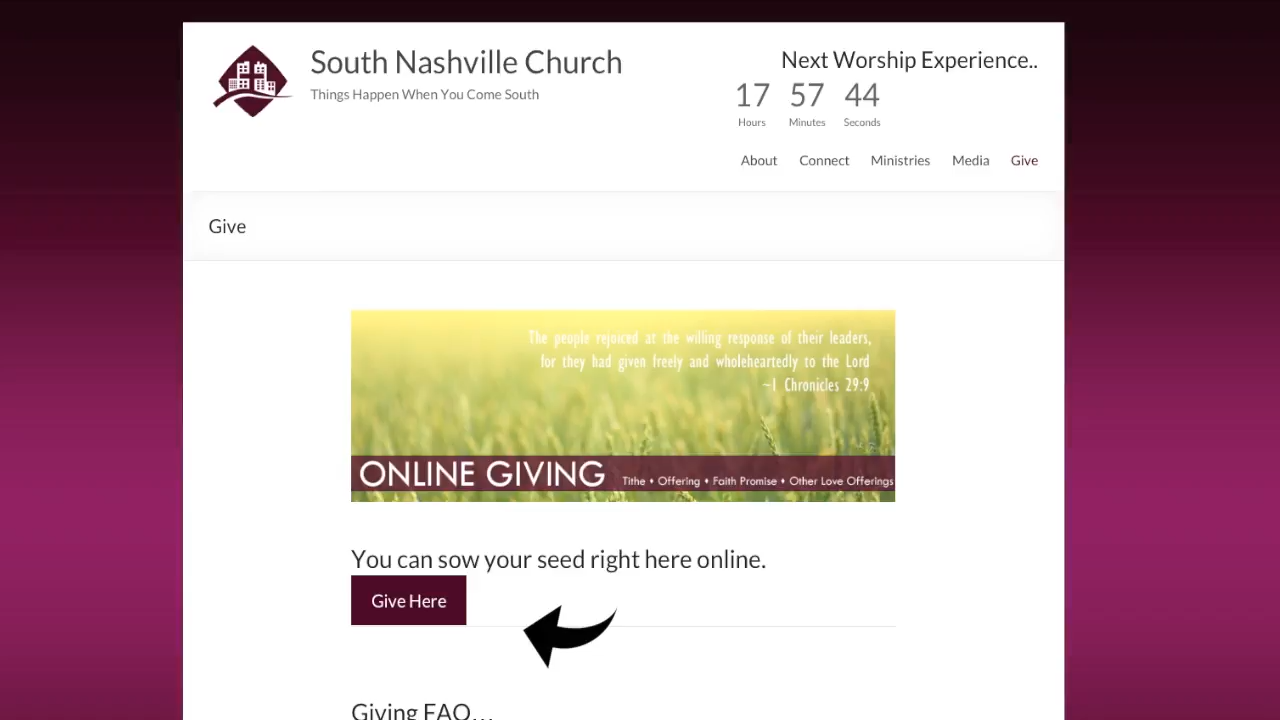 South Nashville Church
Things Happen When You Come South
Next Worship Experience..
17 57 44
Hours Minutes Seconds
About Connect Ministries Media Give
Give
The people rejoiced at the willing response of their leaders,
for they had given freely and wholeheartedly to the Lord
~1 Chronicles 29:9
ONLINE GIVING Tithe • Offering • Faith Promise • Other Love Offerings
You can sow your seed right here online.
Give Here
Giving FAQ...